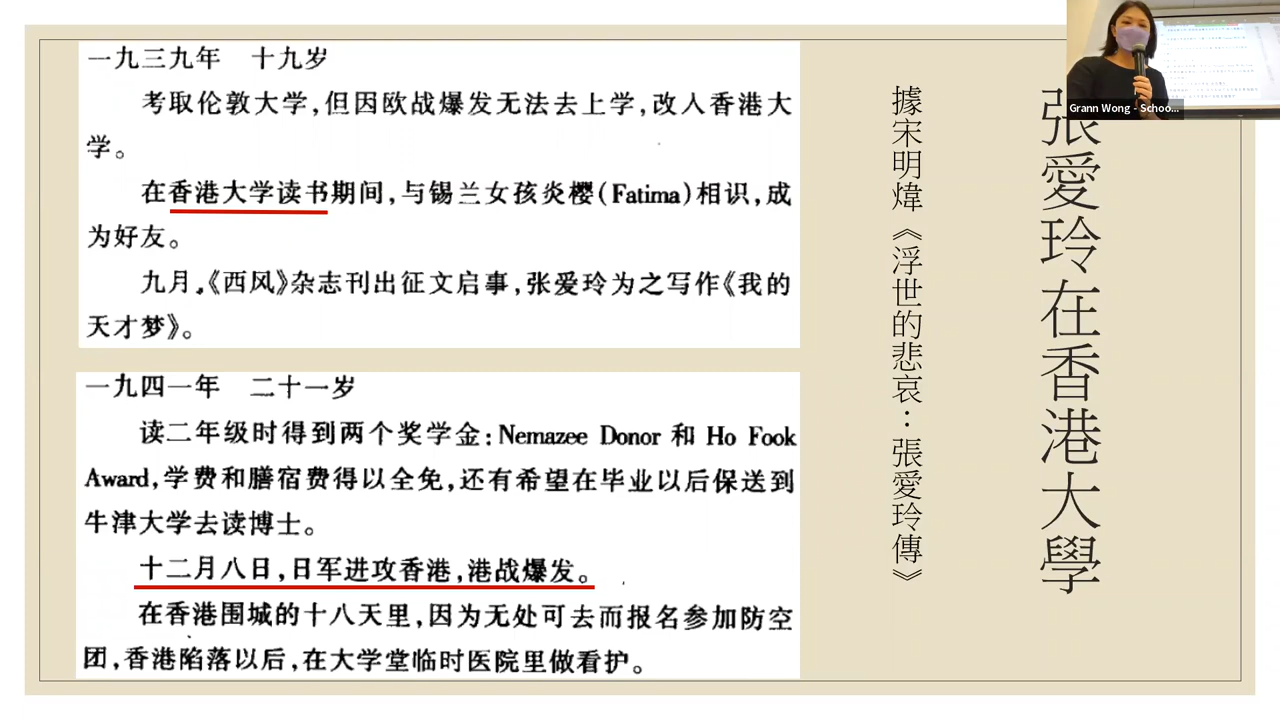 一九三九年 十九岁
考取伦敦大学,但因欧战爆发无法去上学,改入香港大
学。
在香港大学读书期间,与锡兰女孩炎樱(Fatima)相识,成
为好友。
九月,《西风》杂志刊出征文启事,张爱玲为之写作《我的
天才梦》。
一九四一年 二十一岁
读二年级时得到两个奖学金:Nemazee Donor 和 Ho Fook
Award,学费和膳宿费得以全免,还有希望在毕业以后保送到
牛津大学去读博士。
十二月八日,日军进攻香港,港战爆发。
在香港围城的十八天里,因为无处可去而报名参加防空
团,香港陷落以后,在大学堂临时医院里做看护。
張愛玲在香港大學
據宋明煒《浮世的悲哀:張愛玲傳》
Grann Wong - Schoo...